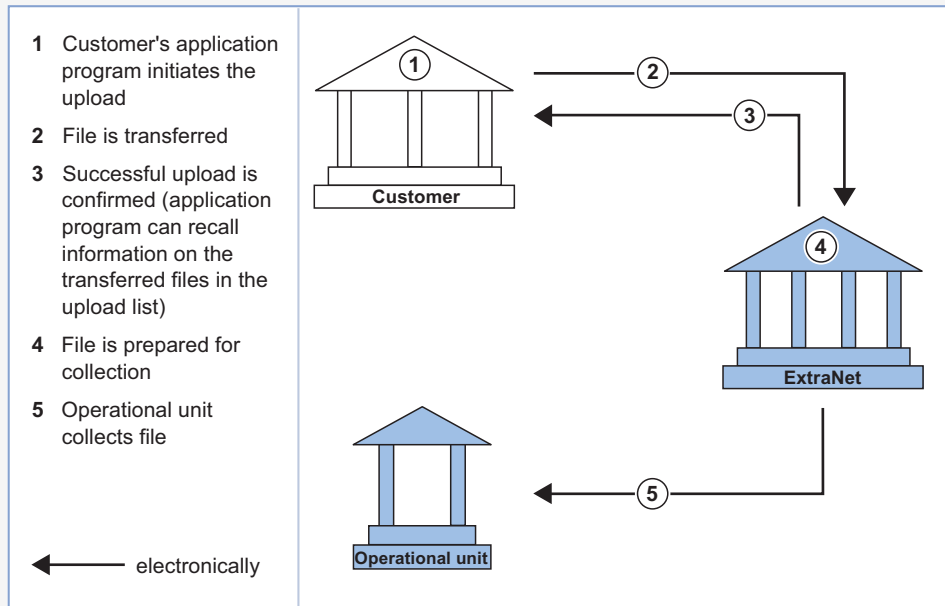 1 Customer's application
program initiates the
upload
2 File is transferred
3 Successful upload is
confirmed (application
program can recall
information on the
transferred files in the
upload list)
4 File is prepared for
collection
5 Operational unit
collects file
electronically
1
2
3
Customer
4
ExtraNet
5
Operational unit